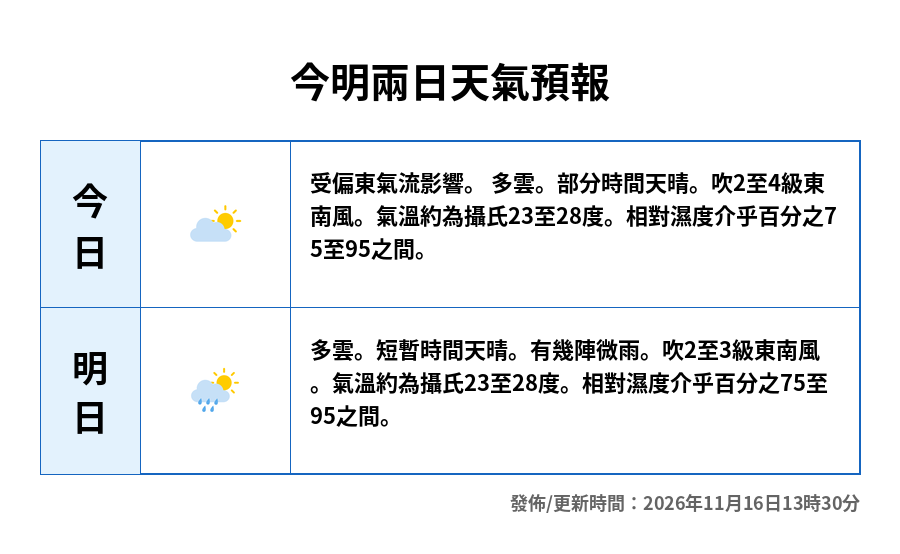 今明兩日天氣預報
今
日
受偏東氣流影響。 多雲。部分時間天晴。吹2至4級東
南風。氣溫約為攝氏23至28度。相對濕度介乎百分之7
5至95之間。
明
日
多雲。短暫時間天晴。有幾陣微雨。吹2至3級東南風
。氣溫約為攝氏23至28度。相對濕度介乎百分之75至
95之間。
發佈/更新時間：2026年11月16日13時30分